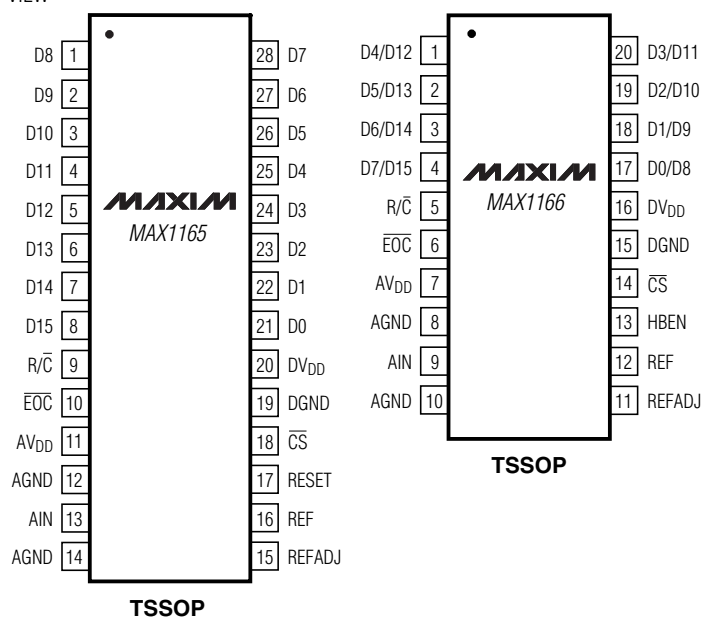 D8 1
D9 2
D10 3
D11 4
D12 5
D13 6
D14 7
D15 8
R/C̅ 9
E̅O̅C̅ 10
AVDD 11
AGND 12
AIN 13
AGND 14
MAXIM
MAX1165
28 D7
27 D6
26 D5
25 D4
24 D3
23 D2
22 D1
21 D0
20 DVDD
19 DGND
18 C̅S̅
17 RESET
16 REF
15 REFADJ
TSSOP
D4/D12 1
D5/D13 2
D6/D14 3
D7/D15 4
R/C̅ 5
E̅O̅C̅ 6
AVDD 7
AGND 8
AIN 9
AGND 10
MAXIM
MAX1166
20 D3/D11
19 D2/D10
18 D1/D9
17 D0/D8
16 DVDD
15 DGND
14 C̅S̅
13 HBEN
12 REF
11 REFADJ
TSSOP